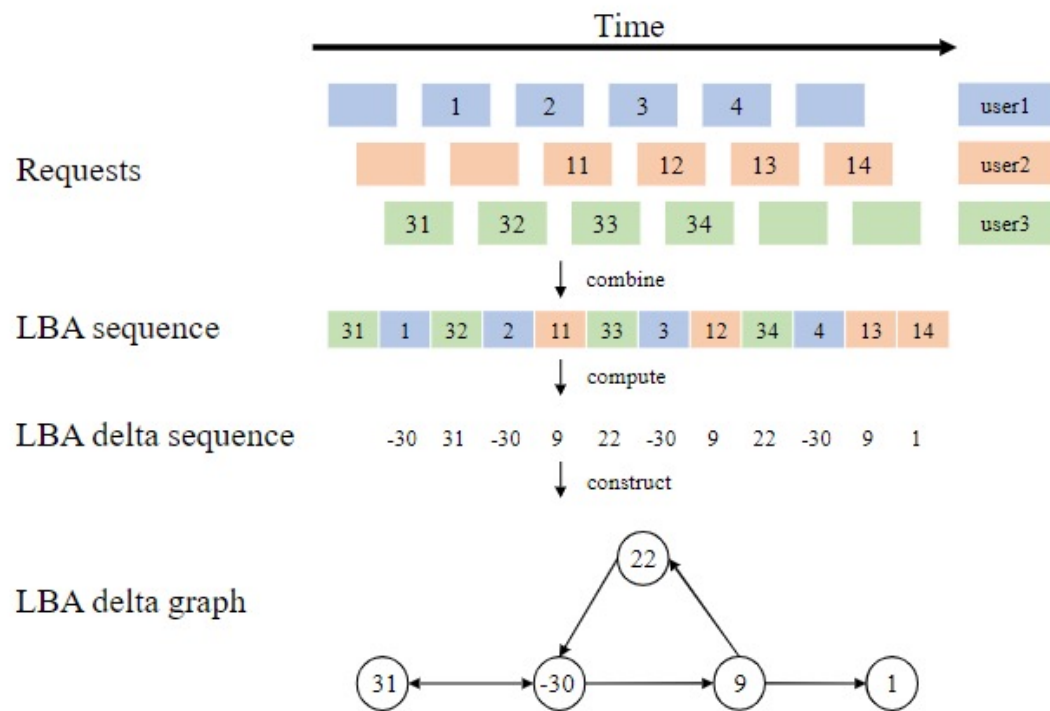 Time
1 2 3 4 user1
Requests 11 12 13 14 user2
31 32 33 34 user3
combine
LBA sequence 31 1 32 2 11 33 3 12 34 4 13 14
compute
LBA delta sequence -30 31 -30 9 22 -30 9 22 -30 9 1
construct
22
LBA delta graph
31 -30 9 1